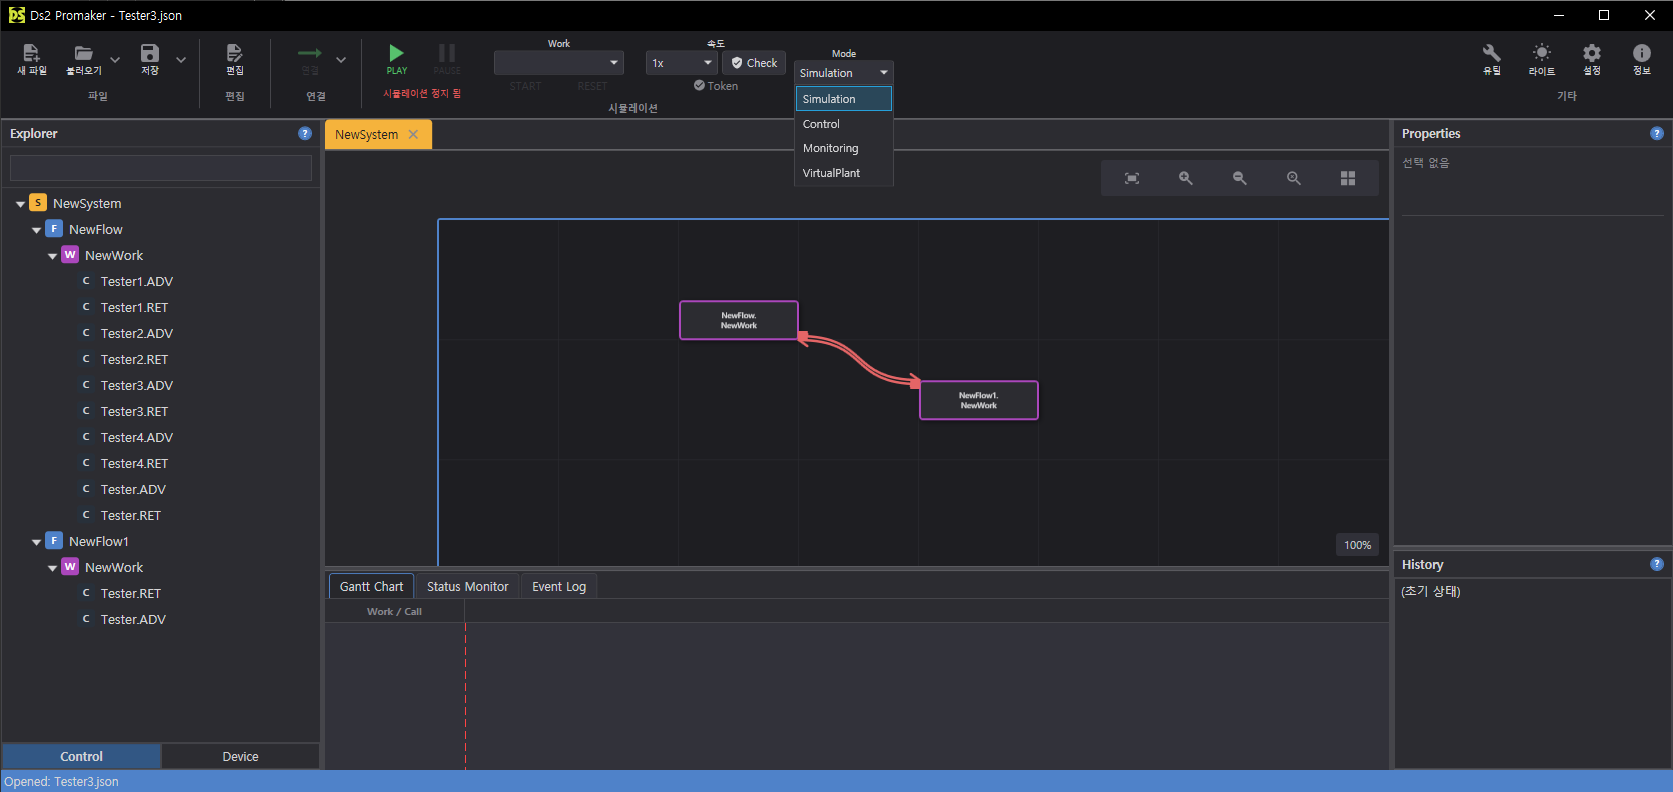 Ds2 Promaker - Tester3.json
새 파일
불러오기
저장
파일
편집
편집
연결
연결
PLAY
PAUSE
시뮬레이션 정지 됨
Work
START
RESET
속도
1x
Check
Token
시뮬레이션
Mode
Simulation
Simulation
Control
Monitoring
VirtualPlant
유틸
라이트
설정
정보
기타
Explorer
?
S NewSystem
F NewFlow
W NewWork
C Tester1.ADV
C Tester1.RET
C Tester2.ADV
C Tester2.RET
C Tester3.ADV
C Tester3.RET
C Tester4.ADV
C Tester4.RET
C Tester.ADV
C Tester.RET
F NewFlow1
W NewWork
C Tester.RET
C Tester.ADV
Control
Device
NewSystem
NewFlow.
NewWork
NewFlow1.
NewWork
100%
Gantt Chart
Status Monitor
Event Log
Work / Call
Properties
?
선택 없음
History
?
(초기 상태)
Opened: Tester3.json